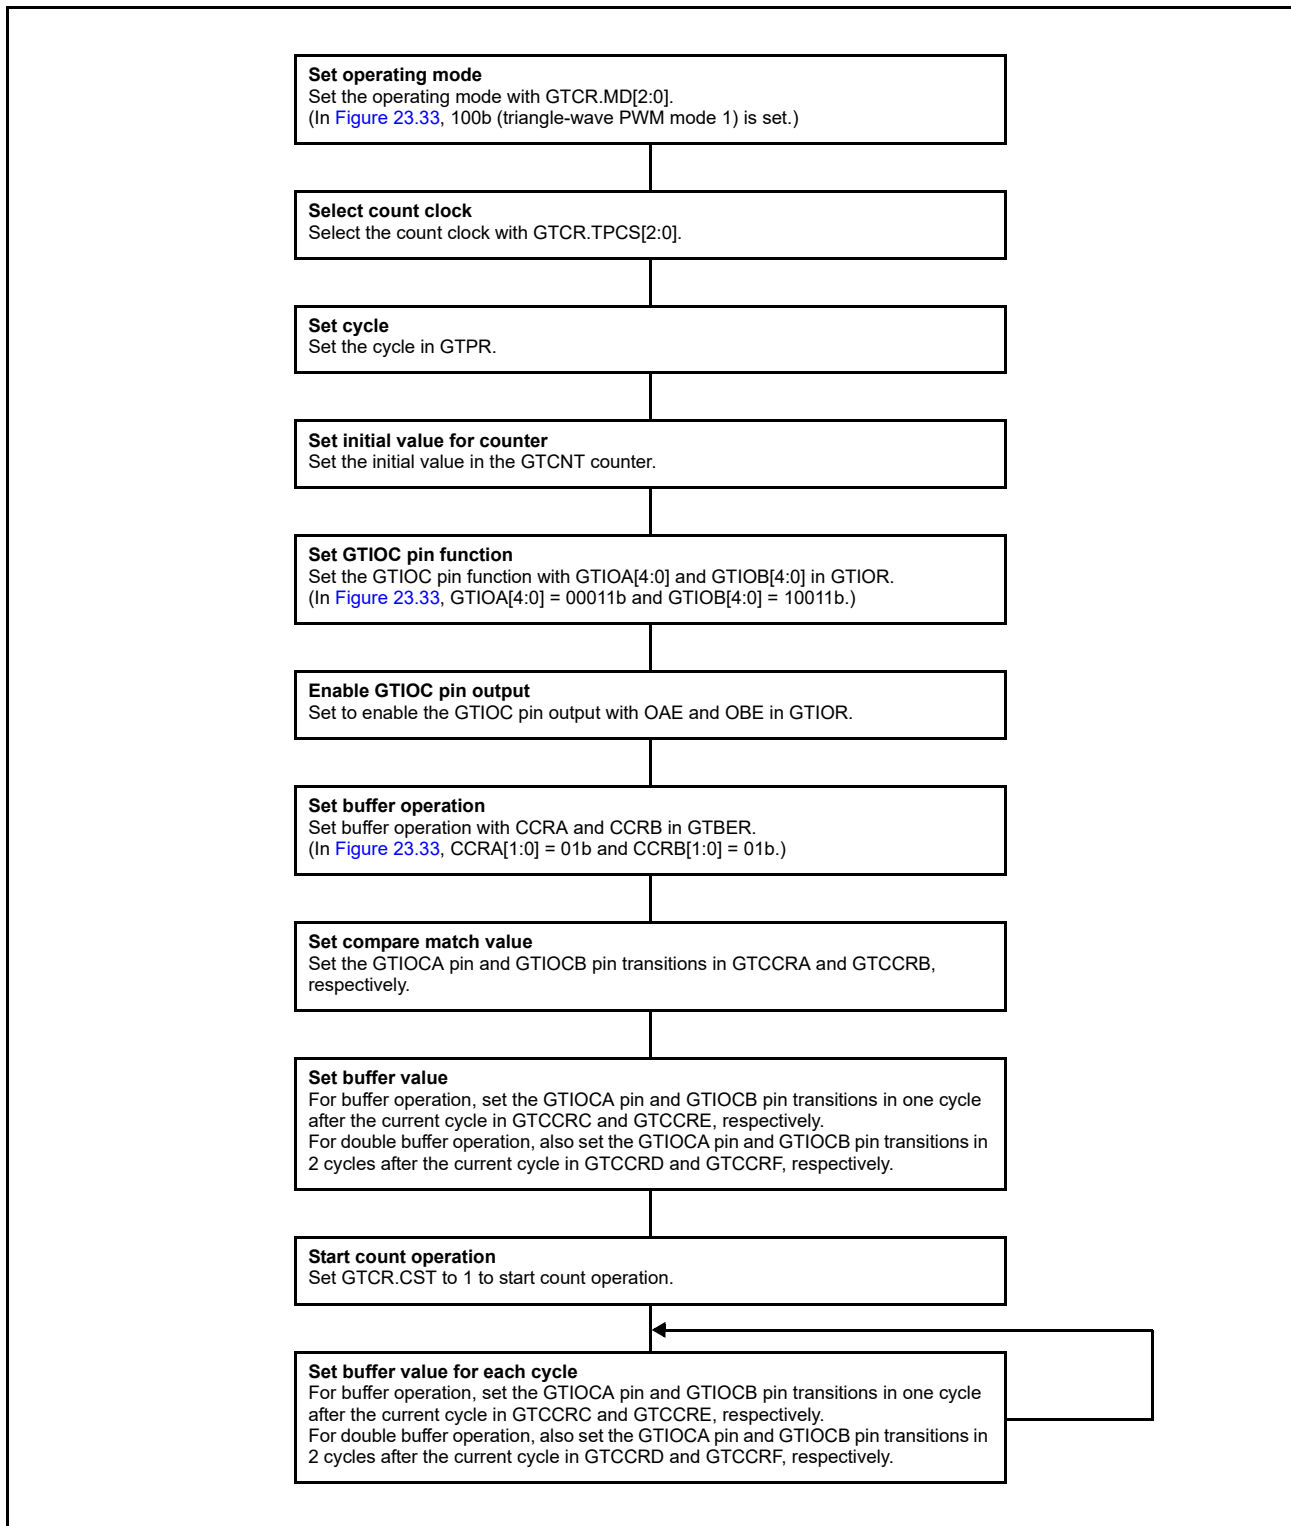 Set operating mode
Set the operating mode with GTCR.MD[2:0].
(In Figure 23.33, 100b (triangle-wave PWM mode 1) is set.)
Select count clock
Select the count clock with GTCR.TPCS[2:0].
Set cycle
Set the cycle in GTPR.
Set initial value for counter
Set the initial value in the GTCNT counter.
Set GTIOC pin function
Set the GTIOC pin function with GTIOA[4:0] and GTIOB[4:0] in GTIOR.
(In Figure 23.33, GTIOA[4:0] = 00011b and GTIOB[4:0] = 10011b.)
Enable GTIOC pin output
Set to enable the GTIOC pin output with OAE and OBE in GTIOR.
Set buffer operation
Set buffer operation with CCRA and CCRB in GTBER.
(In Figure 23.33, CCRA[1:0] = 01b and CCRB[1:0] = 01b.)
Set compare match value
Set the GTIOCA pin and GTIOCB pin transitions in GTCCRA and GTCCRB,
respectively.
Set buffer value
For buffer operation, set the GTIOCA pin and GTIOCB pin transitions in one cycle
after the current cycle in GTCCRC and GTCCRE, respectively.
For double buffer operation, also set the GTIOCA pin and GTIOCB pin transitions in
2 cycles after the current cycle in GTCCRD and GTCCRF, respectively.
Start count operation
Set GTCR.CST to 1 to start count operation.
Set buffer value for each cycle
For buffer operation, set the GTIOCA pin and GTIOCB pin transitions in one cycle
after the current cycle in GTCCRC and GTCCRE, respectively.
For double buffer operation, also set the GTIOCA pin and GTIOCB pin transitions in
2 cycles after the current cycle in GTCCRD and GTCCRF, respectively.